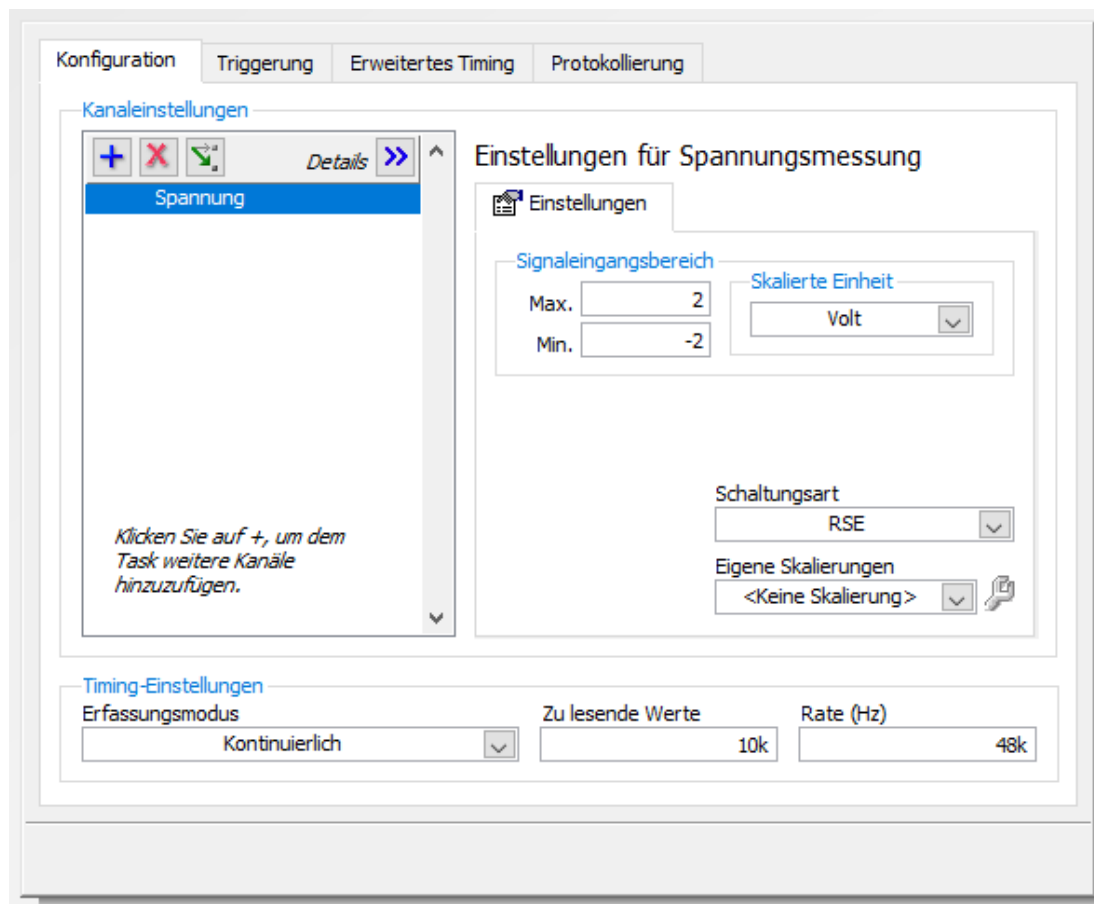 Konfiguration Triggerung Erweitertes Timing Protokollierung
Kanaleinstellungen
Details
Spannung
Klicken Sie auf +, um dem
Task weitere Kanäle
hinzuzufügen.
Einstellungen für Spannungsmessung
Einstellungen
Signaleingangsbereich
Max. 2
Min. -2
Skalierte Einheit
Volt
Schaltungsart
RSE
Eigene Skalierungen
<Keine Skalierung>
Timing-Einstellungen
Erfassungsmodus Zu lesende Werte Rate (Hz)
Kontinuierlich 10k 48k